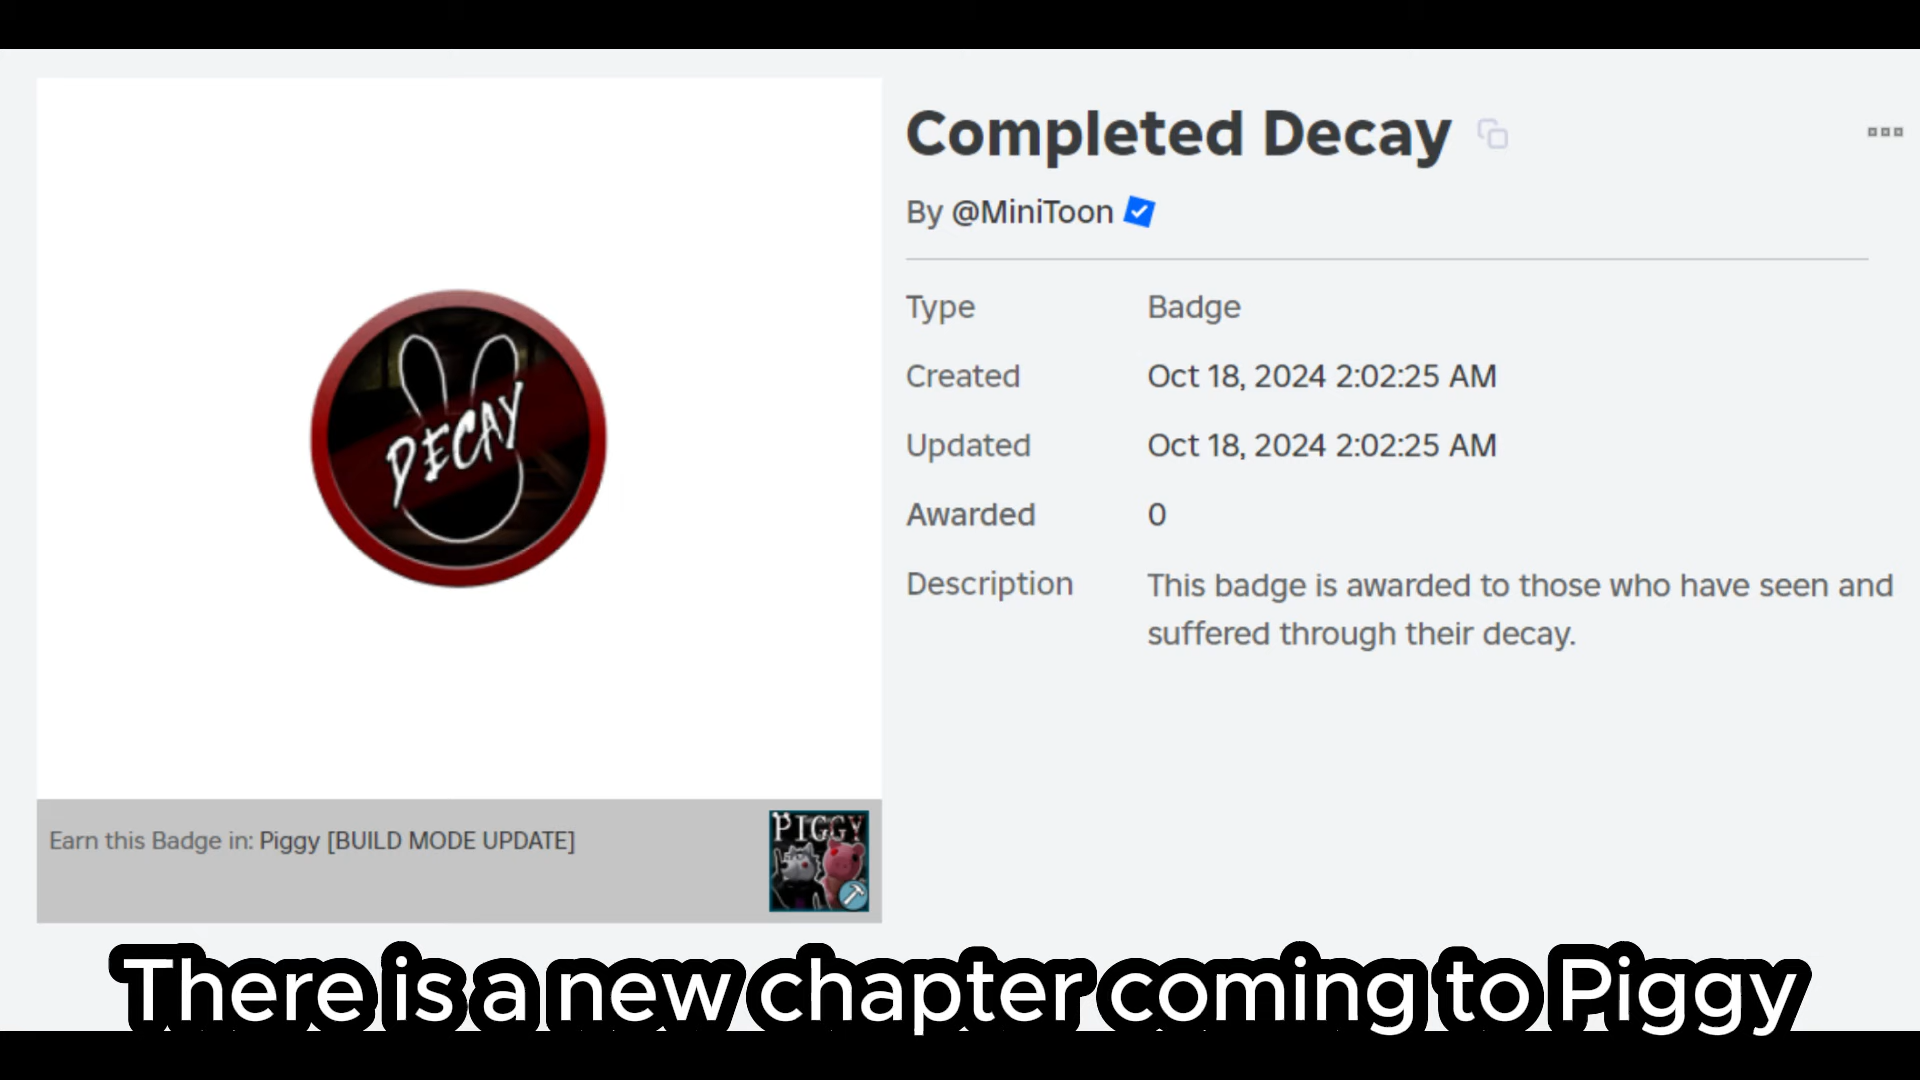 Completed Decay
By @MiniToon
Type Badge
Created Oct 18, 2024 2:02:25 AM
Updated Oct 18, 2024 2:02:25 AM
Awarded 0
Description This badge is awarded to those who have seen and
suffered through their decay.
DECAY
Earn this Badge in: Piggy [BUILD MODE UPDATE]
PIGGY
There is a new chapter coming to Piggy